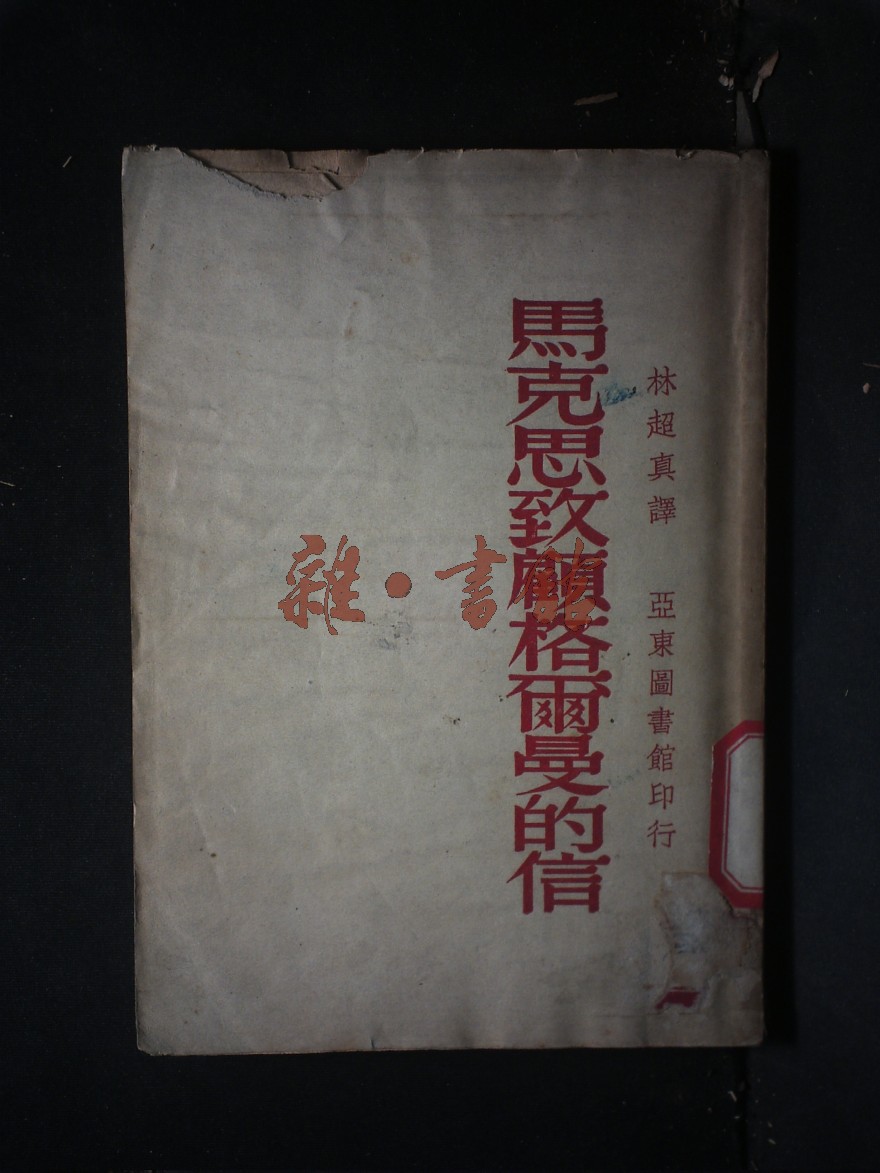 林超真譯 亞東圖書館印行
馬克思致顧格爾曼的信
雜·書館